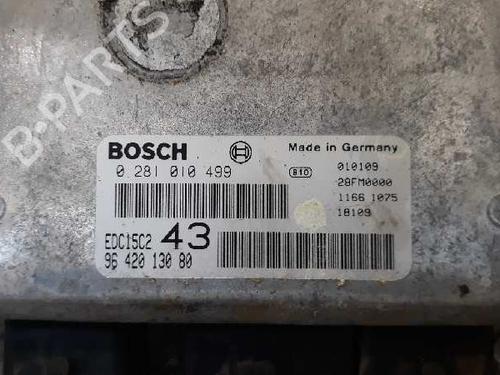 B-PARTS
BOSCH
Made in Germany
0 281 010 499
810
010109
28FM0000
1166 1075
18109
EDC15C2 43
96 420 130 80